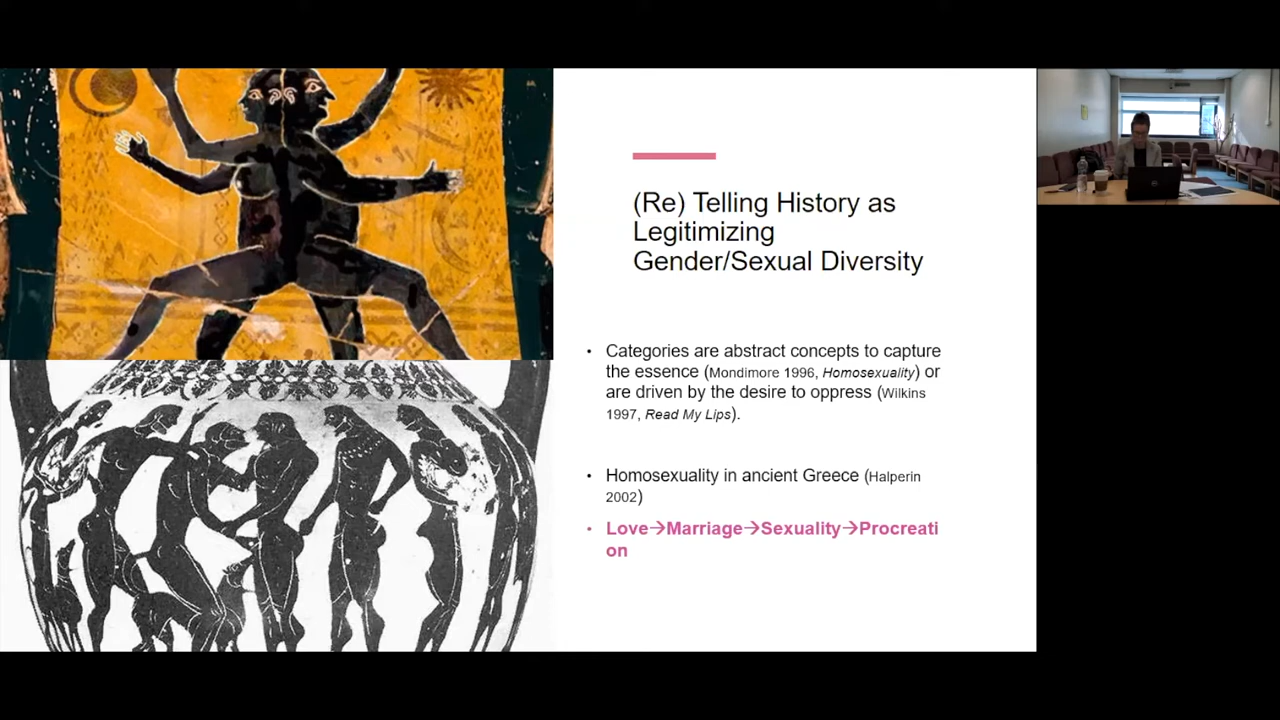 (Re) Telling History as
Legitimizing
Gender/Sexual Diversity
• Categories are abstract concepts to capture
the essence (Mondimore 1996, Homosexuality) or
are driven by the desire to oppress (Wilkins
1997, Read My Lips).
• Homosexuality in ancient Greece (Halperin
2002)
• Love→Marriage→Sexuality→Procreati
on